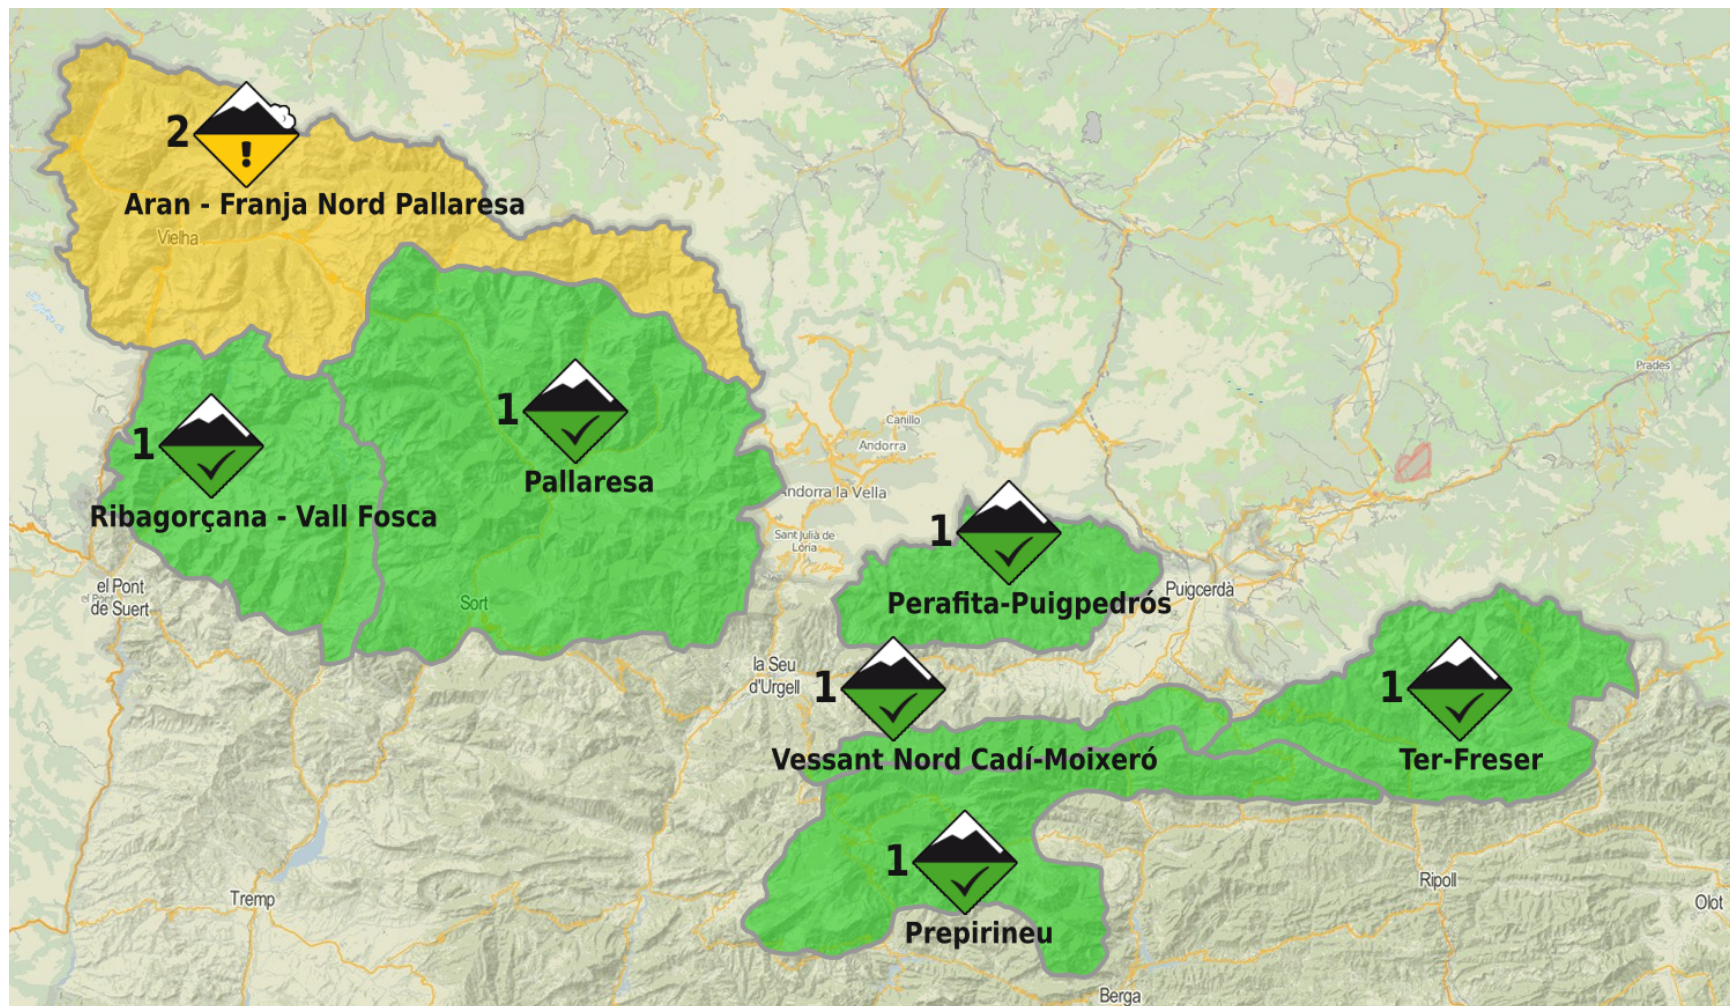 2
!
Aran - Franja Nord Pallaresa
Vielha
1
Pallaresa
1
Ribagorçana - Vall Fosca
Prades
Canillo
Andorra
Andorra la Vella
Sant Julià de
Lòria
1
Perafita-Puigpedrós
Puigcerdà
el Pont
de Suert
Sort
la Seu
d'Urgell
1
Vessant Nord Cadí-Moixeró
1
Ter-Freser
1
Prepirineu
Tremp
Ripoll
Olot
Berga